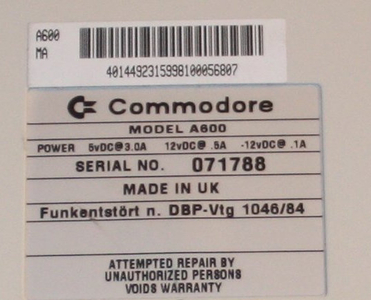 A600
MA
4014492315998100056807
Commodore
MODEL A600
POWER 5vDC@3.0A 12vDC@ .5A -12vDC@ .1A
SERIAL NO. 071788
MADE IN UK
Funkentstört n. DBP-Vtg 1046/84
ATTEMPTED REPAIR BY
UNAUTHORIZED PERSONS
VOIDS WARRANTY